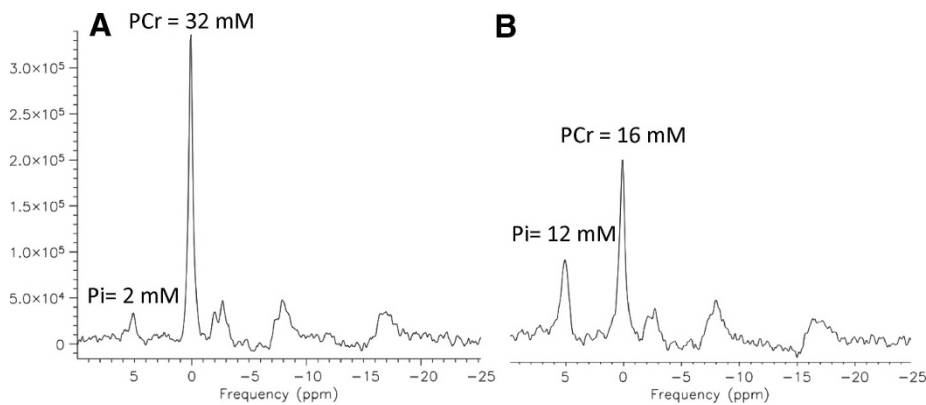 A
PCr = 32 mM
3.0×10⁵
2.5×10⁵
2.0×10⁵
1.5×10⁵
1.0×10⁵
5.0×10⁴
0
Pi= 2 mM
5 0 -5 -10 -15 -20 -25
Frequency (ppm)
B
PCr = 16 mM
Pi= 12 mM
5 0 -5 -10 -15 -20 -25
Frequency (ppm)